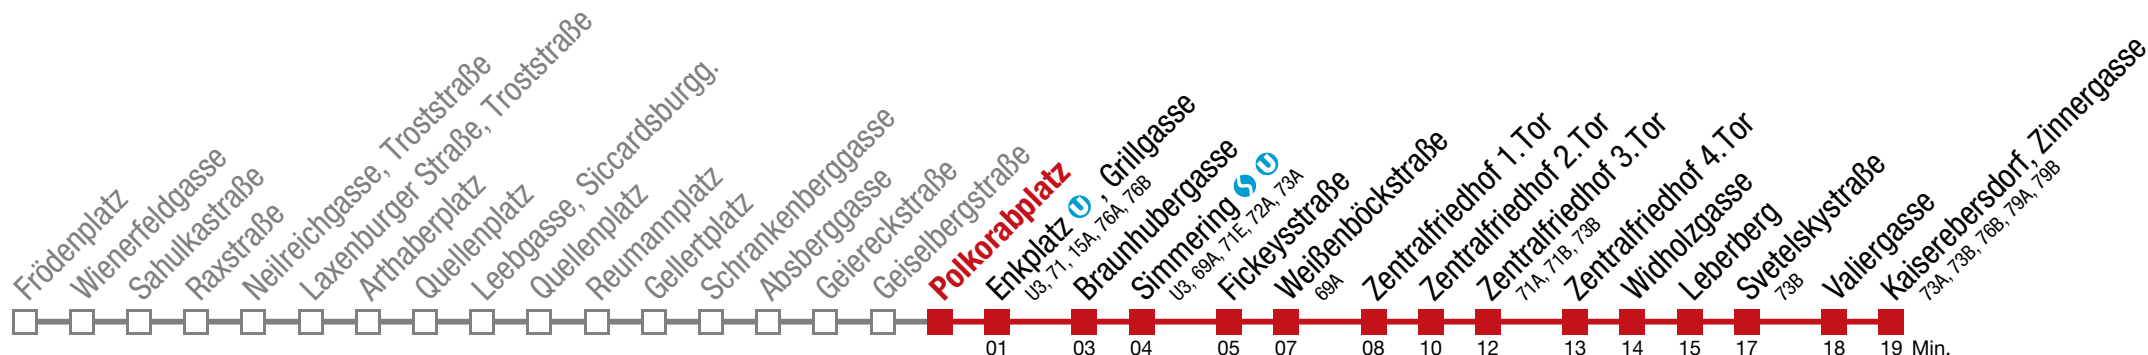 Frödenplatz
Wienerfeldgasse
Sahulkastraße
Raxstraße
Neilreichgasse, Troststraße
Laxenburger Straße, Troststraße
Arthaberplatz
Quellenplatz
Leebgasse, Siccardsburgg.
Quellenplatz
Reumannplatz
Gellertplatz
Schrankenberggasse
Absberggasse
Geiereckstraße
Geiselbergstraße
Polkorabplatz
Enkplatz U, Grillgasse
U3, 71, 15A, 76A, 76B
Braunhubergasse
Simmering S U
U3, 69A, 71E, 72A, 73A
Fickeysstraße
Weißenböckstraße
69A
Zentralfriedhof 1.Tor
Zentralfriedhof 2.Tor
Zentralfriedhof 3.Tor
71A, 71B, 73B
Zentralfriedhof 4.Tor
Widholzgasse
Leberberg
Svetelskystraße
73B
Valiergasse
Kaiserebersdorf, Zinnergasse
73A, 73B, 76B, 79A, 79B
01 03 04 05 07 08 10 12 13 14 15 17 18 19 Min.